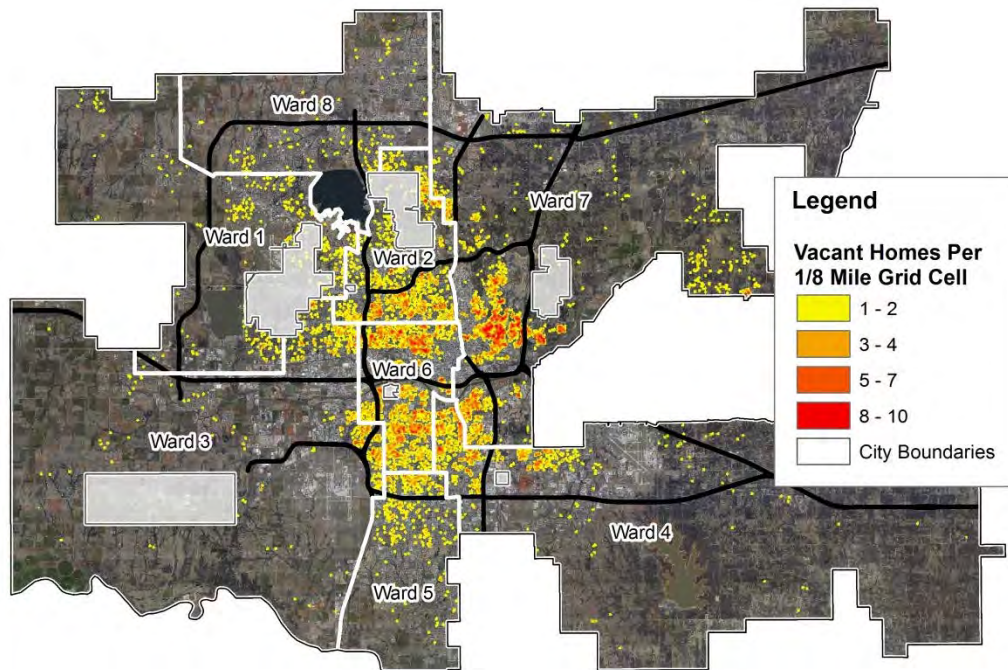 Ward 8
Ward 7
Ward 1
Ward 2
Ward 6
Ward 3
Ward 4
Ward 5
Legend
Vacant Homes Per
1/8 Mile Grid Cell
1 - 2
3 - 4
5 - 7
8 - 10
City Boundaries